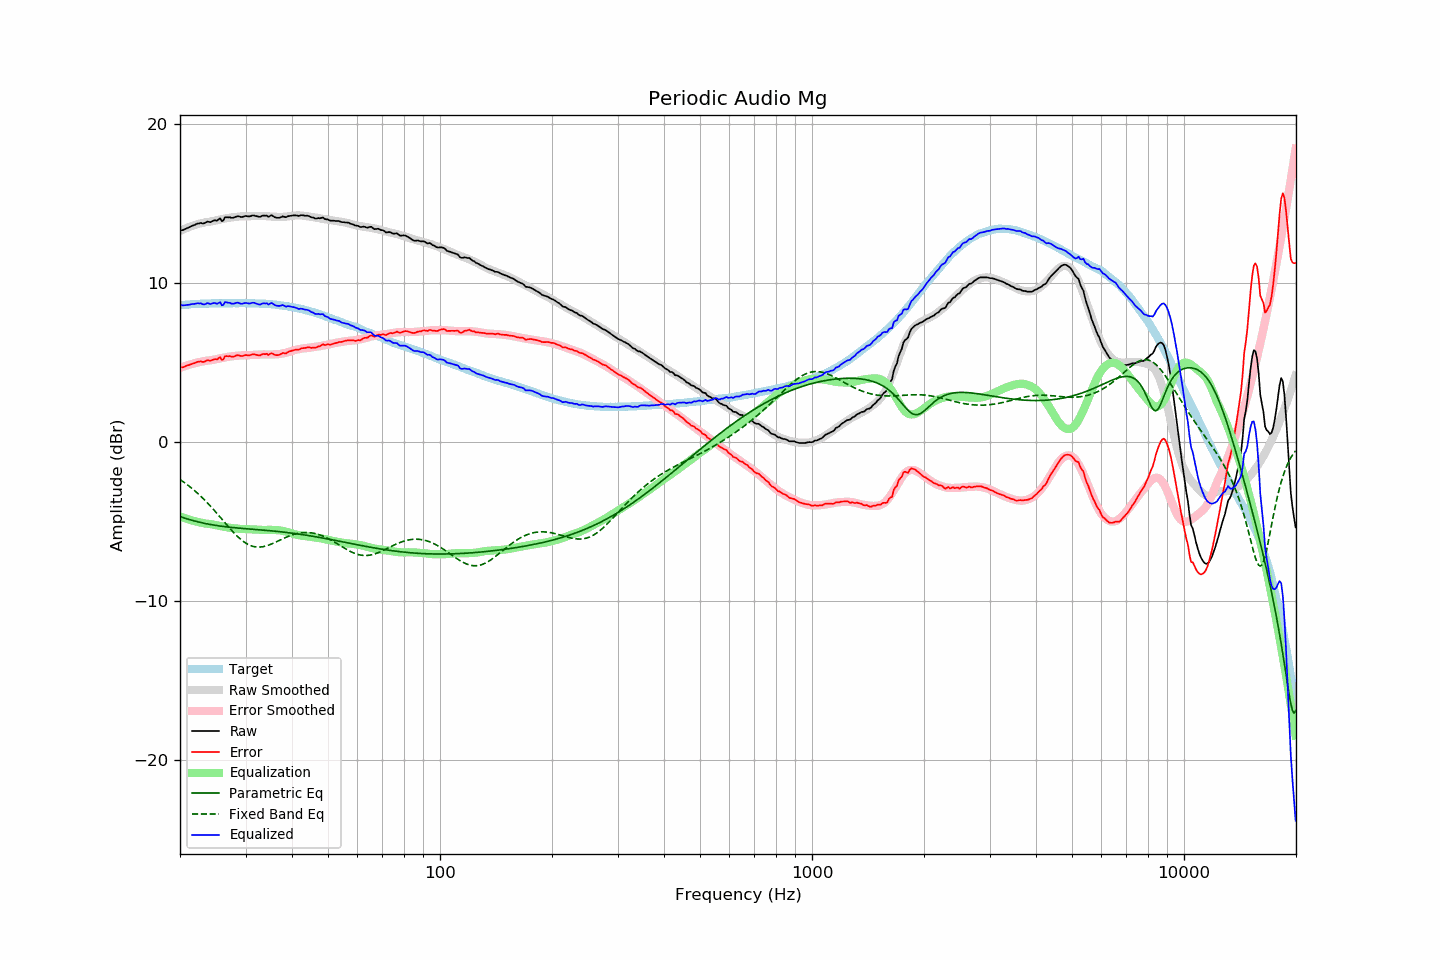 Periodic Audio Mg
20
10
0
−10
−20
Amplitude (dBr)
Target
Raw Smoothed
Error Smoothed
Raw
Error
Equalization
Parametric Eq
Fixed Band Eq
Equalized
100
1000
10000
Frequency (Hz)